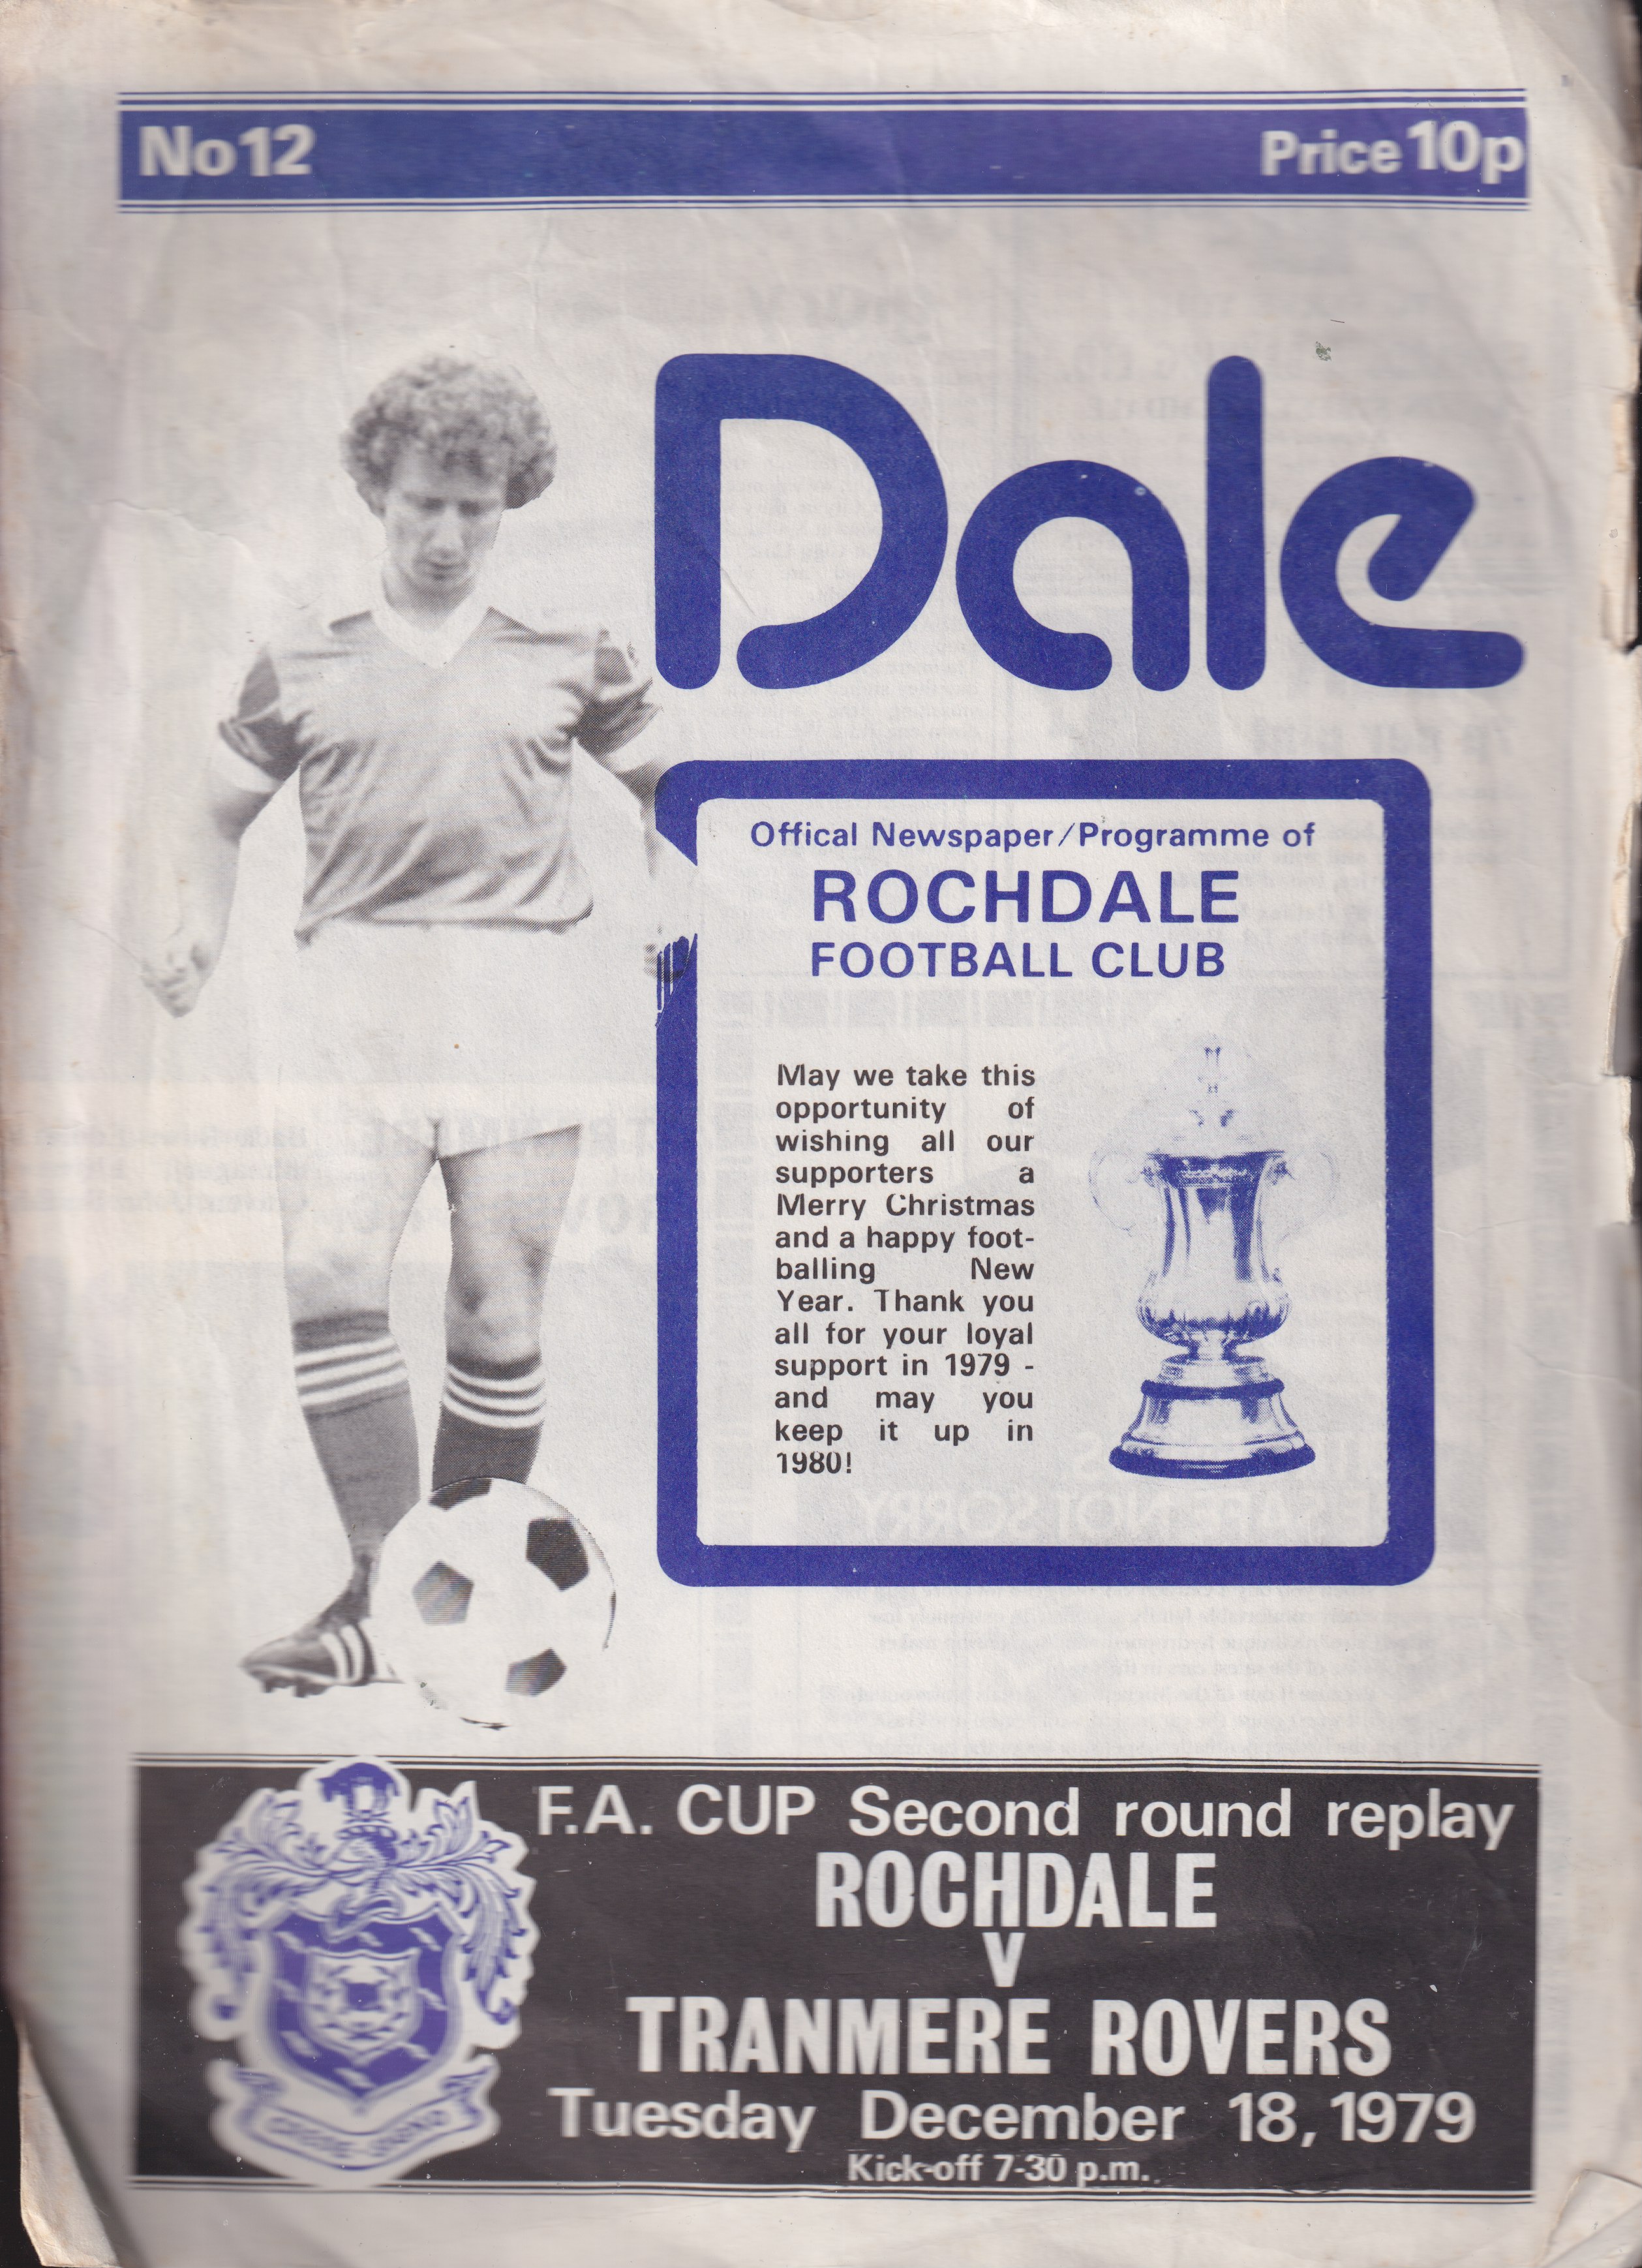 No 12
Price 10p
Dale
Offical Newspaper/Programme of
ROCHDALE
FOOTBALL CLUB
May we take this
opportunity of
wishing all our
supporters a
Merry Christmas
and a happy foot-
balling New
Year. Thank you
all for your loyal
support in 1979 -
and may you
keep it up in
1980!
F.A. CUP Second round replay
ROCHDALE
V
TRANMERE ROVERS
Tuesday December 18, 1979
Kick-off 7-30 p.m.